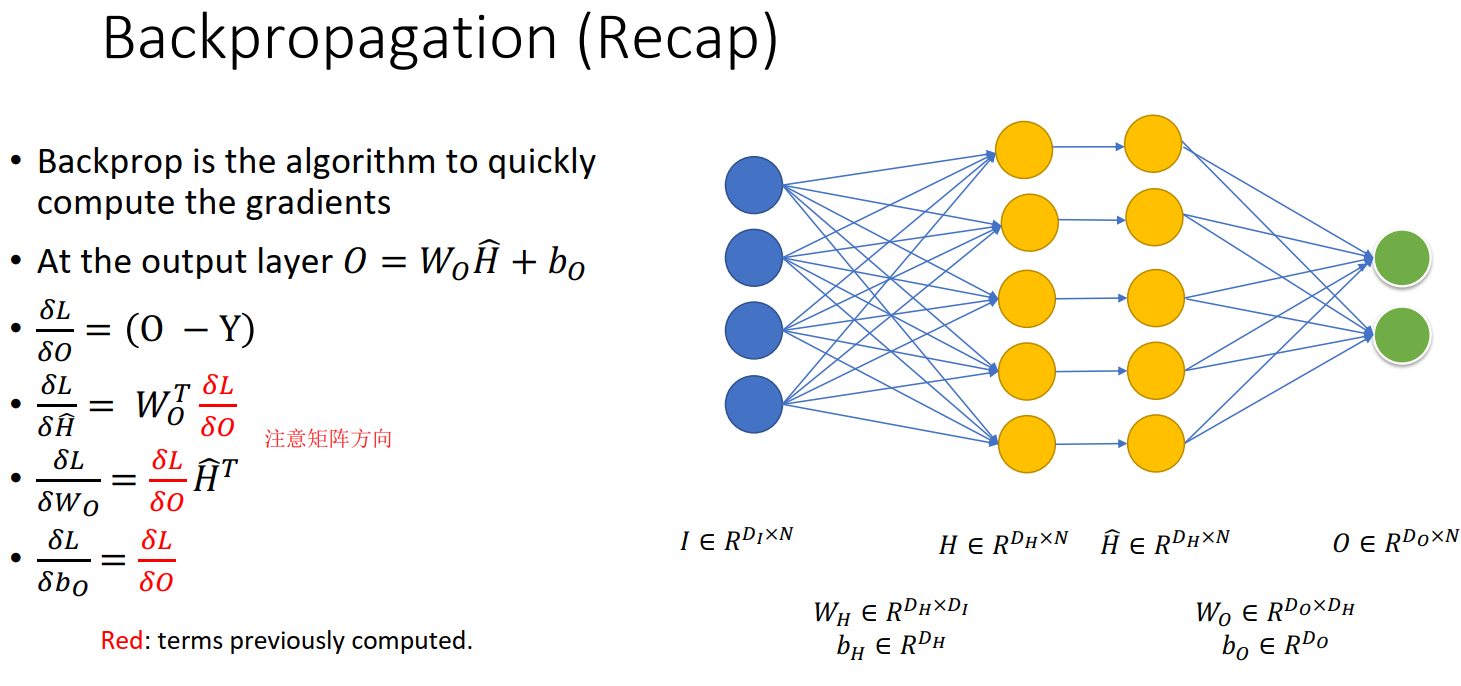 Backpropagation (Recap)
• Backprop is the algorithm to quickly
compute the gradients
• At the output layer $O = W_O\hat{H} + b_O$
• $\frac{\delta L}{\delta O} = (\mathrm{O} - \mathrm{Y})$
• $\frac{\delta L}{\delta \hat{H}} = W_O^T \frac{\delta L}{\delta O}$
注意矩阵方向
• $\frac{\delta L}{\delta W_O} = \frac{\delta L}{\delta O} \hat{H}^T$
• $\frac{\delta L}{\delta b_O} = \frac{\delta L}{\delta O}$
Red: terms previously computed.
$I \in R^{D_I \times N}$
$H \in R^{D_H \times N}$
$\hat{H} \in R^{D_H \times N}$
$O \in R^{D_O \times N}$
$W_H \in R^{D_H \times D_I}$
$b_H \in R^{D_H}$
$W_O \in R^{D_O \times D_H}$
$b_O \in R^{D_O}$